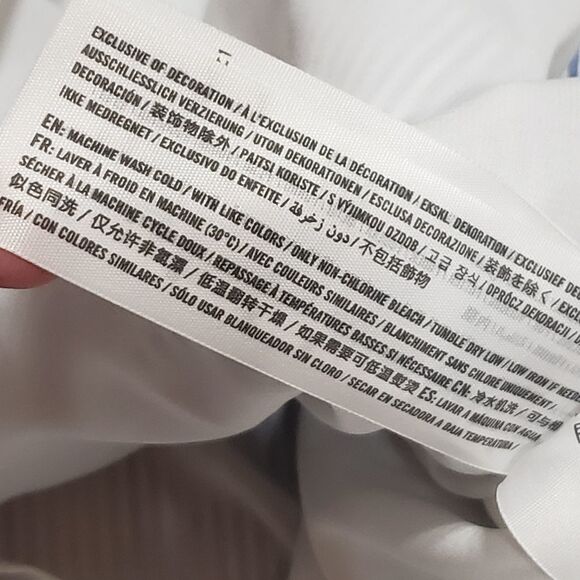 21
EXCLUSIVE OF DECORATION / À L'EXCLUSION DE LA DÉCORATION / EKSKL. DEKORATION / EXCLUSIEF DE
AUSSCHLIESSLICH VERZIERUNG / UTOM DEKORATIONEN / ESCLUSA DECORAZIONE / 装飾を除く / EXCL
DECORACIÓN / 装饰物除外 / PAITSI KORISTE / S VÝJIMKOU OZDOB / 고급 장식 / OPRÓCZ DEKORACJI /
IKKE MEDREGNET / EXCLUSIVO DO ENFEITE / دون زخرفة / 不包括飾物
EN: MACHINE WASH COLD / WITH LIKE COLORS / ONLY NON-CHLORINE BLEACH / TUMBLE DRY LOW / LOW IRON IF NEE
FR: LAVER À FROID EN MACHINE (30°C) / AVEC COULEURS SIMILAIRES / BLANCHIMENT SANS CHLORE UNIQUEMENT /
SÉCHER À LA MACHINE CYCLE DOUX / REPASSAGE À TEMPÉRATURES BASSES SI NÉCESSAIRE CN: 冷水机洗 / 可与相
似色同洗 / 仅允许非氯漂 / 低温翻转干燥 / 如果需要可低温熨烫 ES: LAVAR A MÁQUINA CON AGUA
FRÍA / CON COLORES SIMILARES / SÓLO USAR BLANQUEADOR SIN CLORO / SECAR EN SECADORA A BAJA TEMPERATURA /